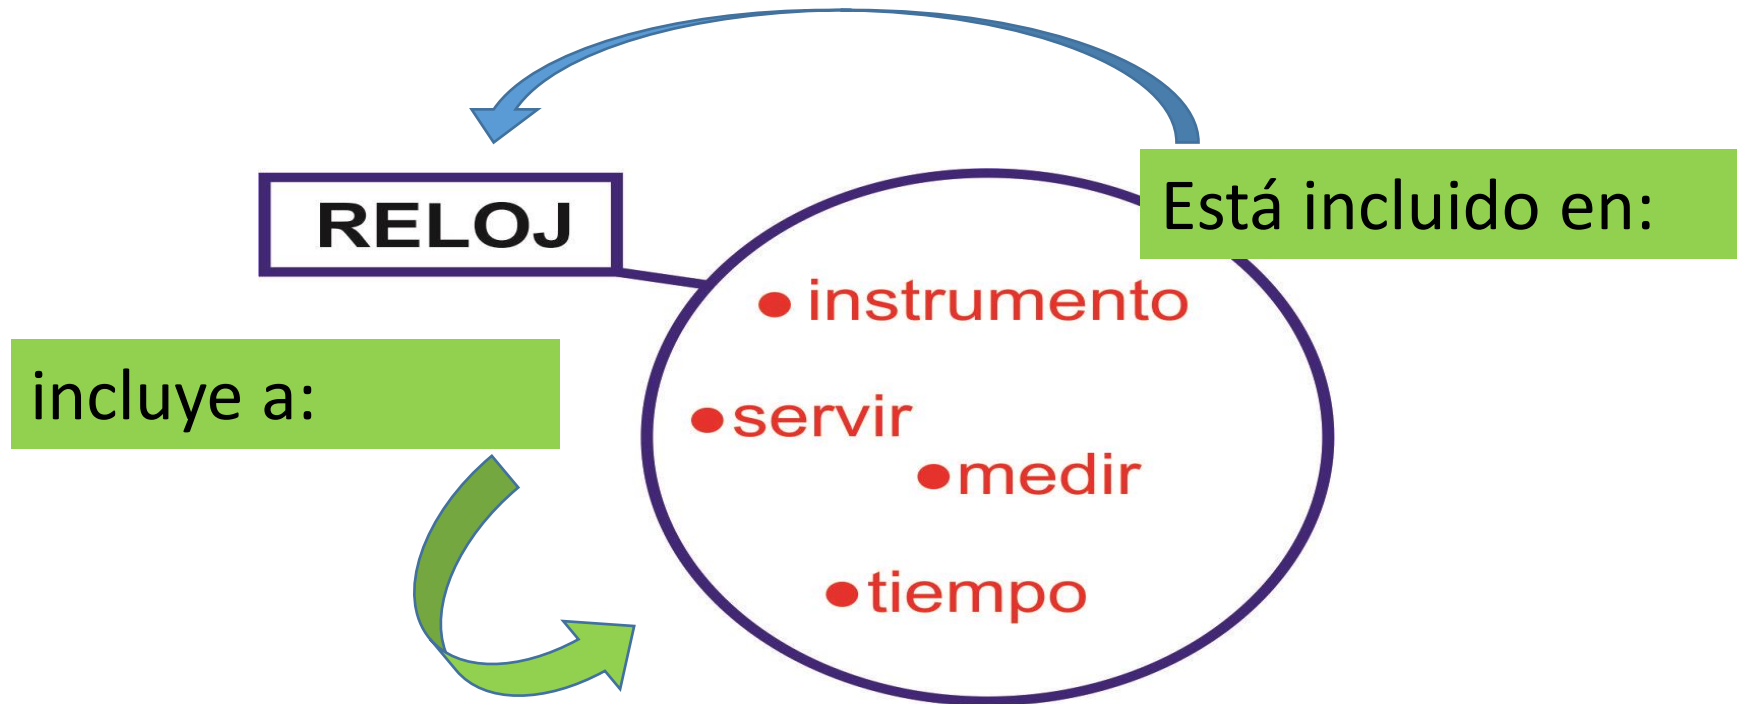 Está incluido en:
RELOJ
• instrumento
incluye a:
• servir
• medir
• tiempo